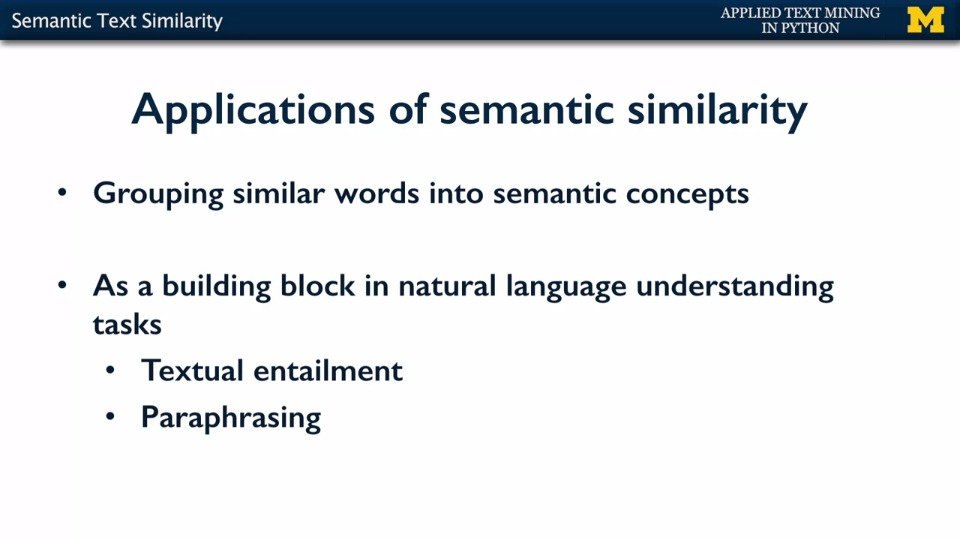 Semantic Text Similarity
APPLIED TEXT MINING
IN PYTHON
M
Applications of semantic similarity
• Grouping similar words into semantic concepts
• As a building block in natural language understanding
tasks
• Textual entailment
• Paraphrasing